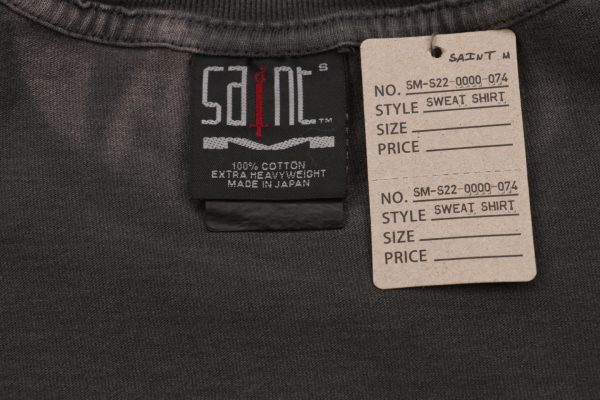 saint
S
TM
100% COTTON
EXTRA HEAVYWEIGHT
MADE IN JAPAN
SAINT M
NO. SM-S22-0000-074
STYLE SWEAT SHIRT
SIZE
PRICE
NO. SM-S22-0000-074
STYLE SWEAT SHIRT
SIZE
PRICE